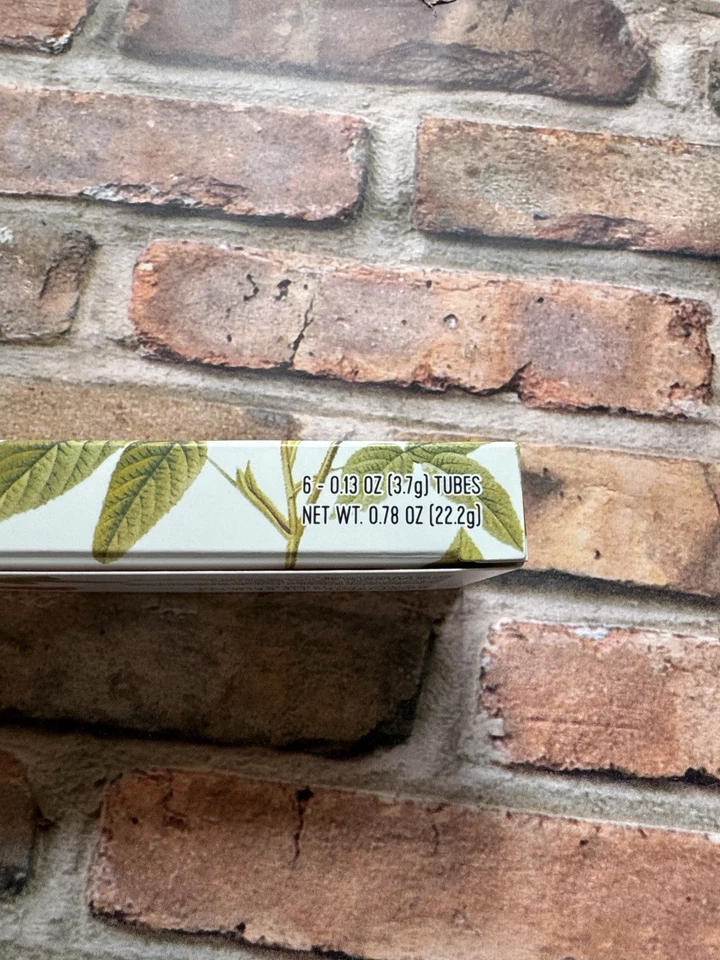 6 - 0.13 OZ (3.7g) TUBES
NET WT. 0.78 OZ (22.2g)